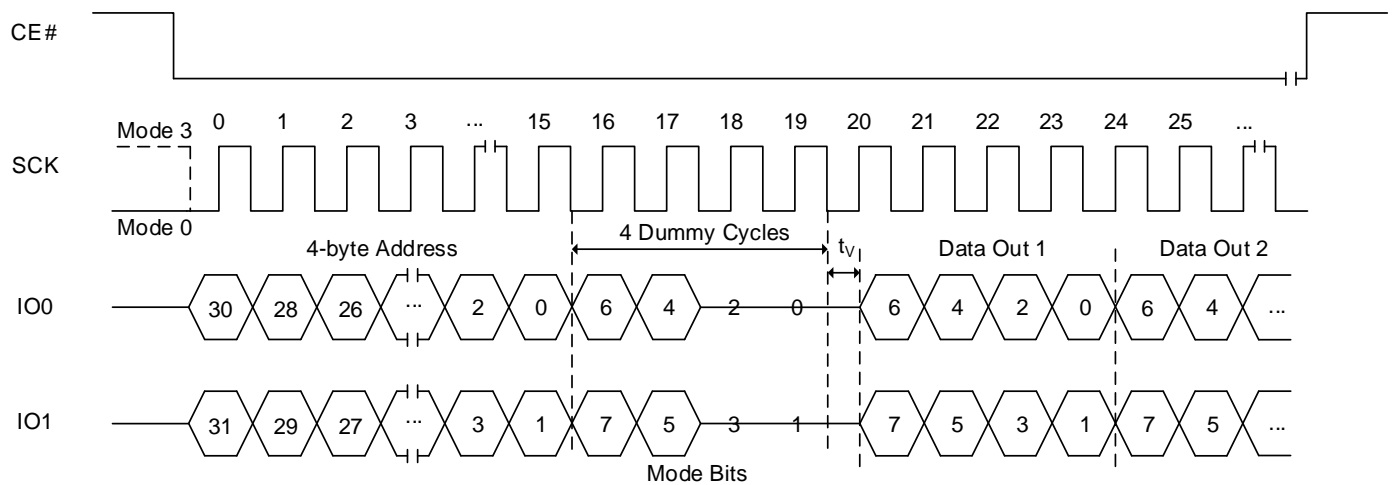 CE#
Mode 3 0 1 2 3 ... 15 16 17 18 19 20 21 22 23 24 25 ...
SCK
Mode 0
4-byte Address 4 Dummy Cycles tV Data Out 1 Data Out 2
IO0 30 28 26 ... 2 0 6 4 2 0 6 4 2 0 6 4 ...
IO1 31 29 27 ... 3 1 7 5 3 1 7 5 3 1 7 5 ...
Mode Bits